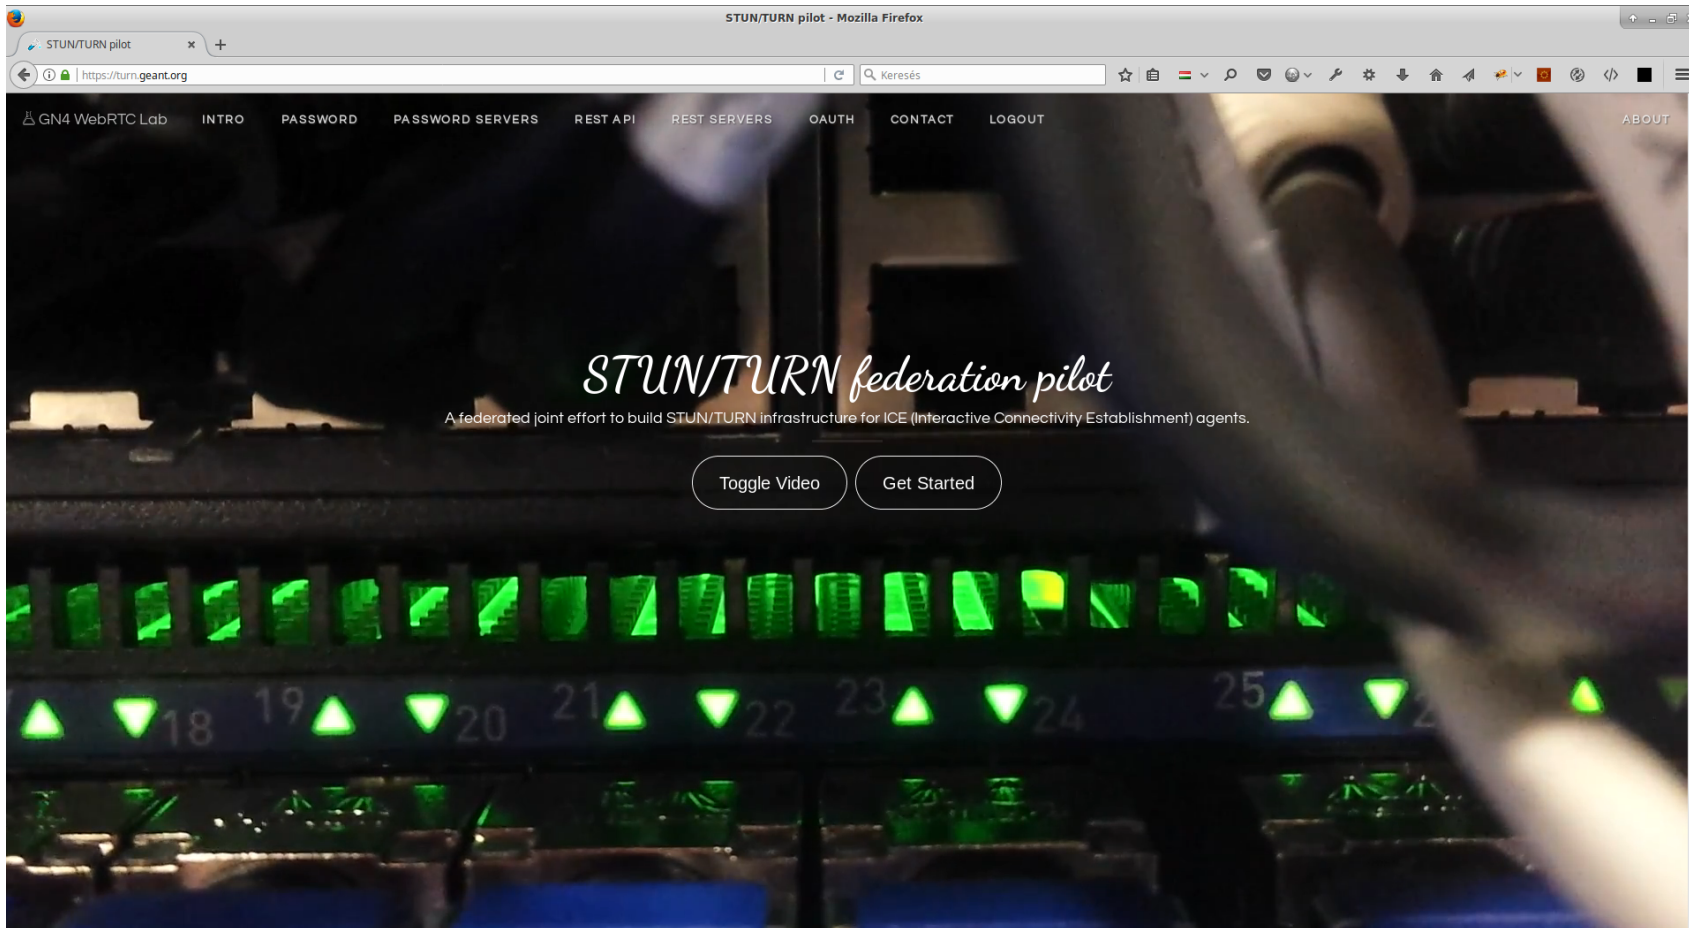 STUN/TURN pilot - Mozilla Firefox
STUN/TURN pilot
https://turn.geant.org
Keresés
GN4 WebRTC Lab INTRO PASSWORD PASSWORD SERVERS REST API REST SERVERS OAUTH CONTACT LOGOUT ABOUT
STUN/TURN federation pilot
A federated joint effort to build STUN/TURN infrastructure for ICE (Interactive Connectivity Establishment) agents.
Toggle Video Get Started
18 19 20 21 22 23 24 25